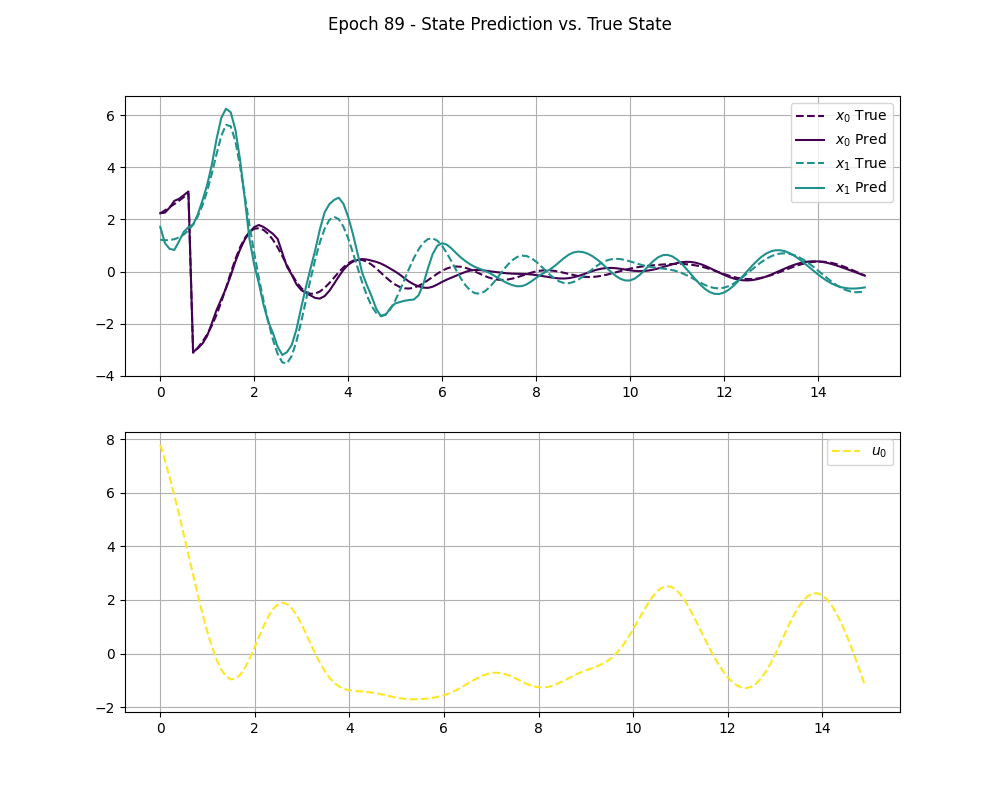 Epoch 89 - State Prediction vs. True State
6
4
2
0
−2
−4
x₀ True
x₀ Pred
x₁ True
x₁ Pred
0 2 4 6 8 10 12 14
8
6
4
2
0
−2
u₀
0 2 4 6 8 10 12 14